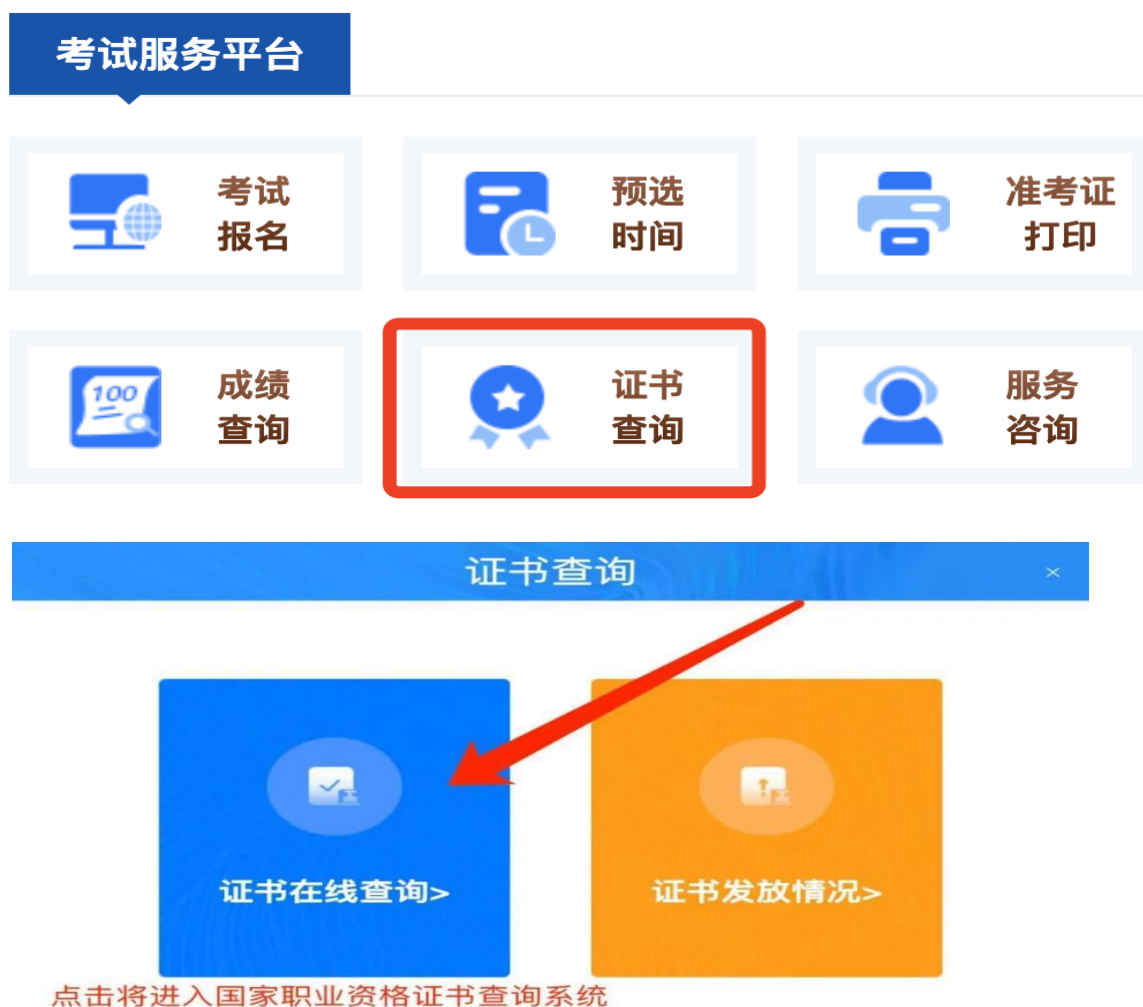 考试服务平台
考试
报名
预选
时间
准考证
打印
100
成绩
查询
证书
查询
服务
咨询
证书查询
×
证书在线查询>
证书发放情况>
点击将进入国家职业资格证书查询系统